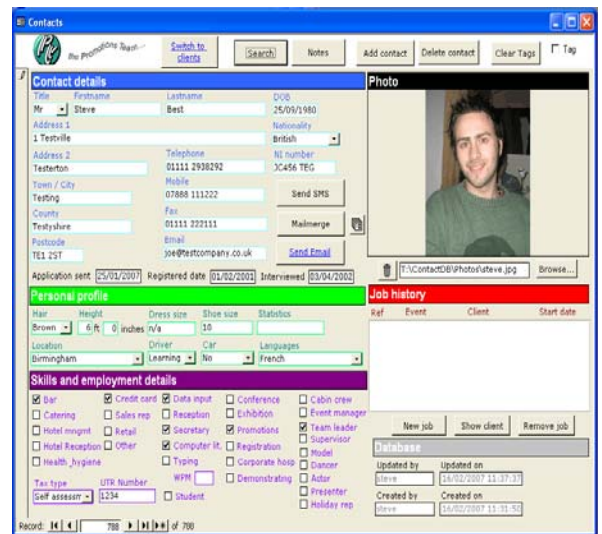 Contacts
the Promotions Team...
Switch to clients
Search
Notes
Add contact
Delete contact
Clear Tags
Tag
Contact details
Title Firstname Lastname DOB
Mr Steve Best 25/09/1980
Address 1 Nationality
1 Testville British
Address 2 Telephone NI number
Testerton 01111 2938292 JC456 TEG
Town / City Mobile
Testing 07888 111222 Send SMS
County Fax
Testyshire 01111 222111 Mailmerge
Postcode Email
TE1 2ST joe@testcompany.co.uk Send Email
Application sent 25/01/2007 Registered date 01/02/2001 Interviewed 03/04/2002
Photo
T:\ContactDB\Photos\steve.jpg Browse...
Personal profile
Hair Height Dress size Shoe size Statistics
Brown 6 ft 0 inches n/a 10
Location Driver Car Languages
Birmingham Learning No French
Job history
Ref Event Client Start date
New job Show client Remove job
Skills and employment details
Bar Credit card Data input Conference Cabin crew
Catering Sales rep Reception Exhibition Event manager
Hotel mngmt Retail Secretary Promotions Team leader
Hotel Reception Other Computer lit. Registration Supervisor
Health_hygiene Typing Corporate hosp Model
WPM Demonstrating Dancer
Tax type UTR Number Student Actor
Self assessm 1234 Presenter
Holiday rep
Database
Updated by Updated on
steve 16/02/2007 11:37:37
Created by Created on
steve 16/02/2007 11:31:50
Record: 788 of 788